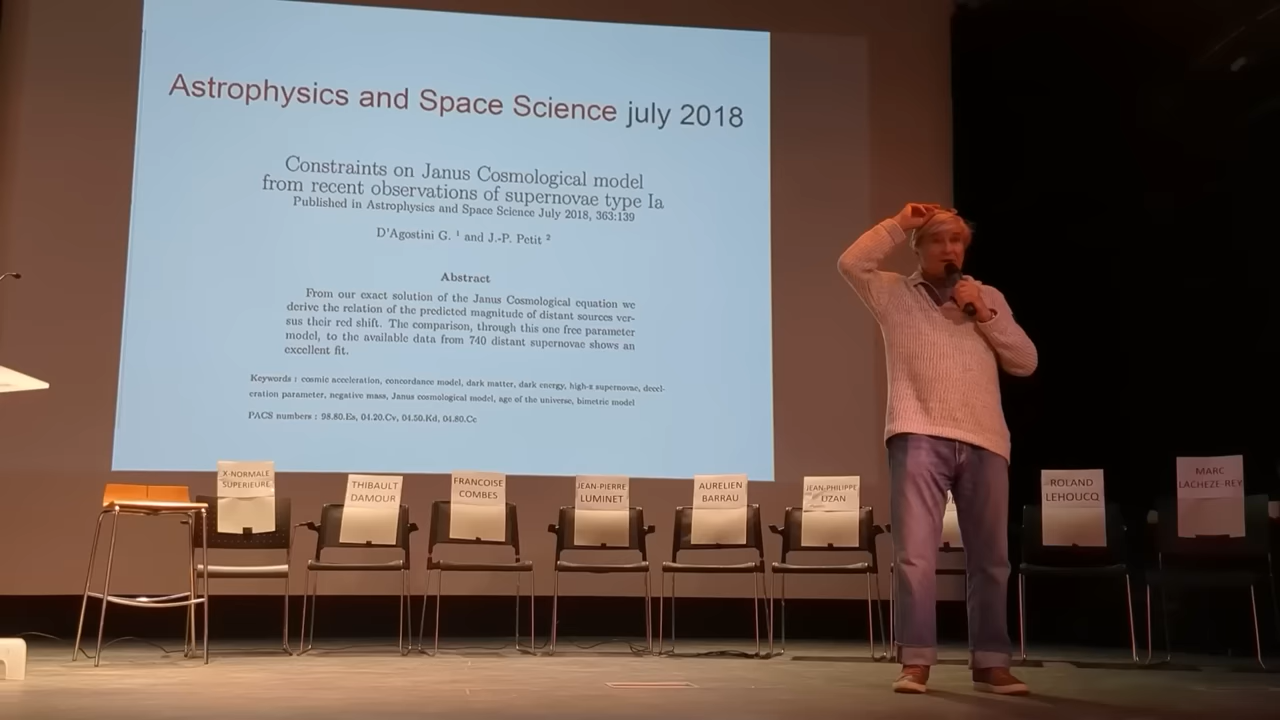 Astrophysics and Space Science july 2018
Constraints on Janus Cosmological model
from recent observations of supernovae type Ia
Published in Astrophysics and Space Science July 2018, 363:139
D'Agostini G. ¹ and J.-P. Petit ²
Abstract
From our exact solution of the Janus Cosmological equation we
derive the relation of the predicted magnitude of distant sources ver-
sus their red shift. The comparison, through this one free parameter
model, to the available data from 740 distant supernovae shows an
excellent fit.
Keywords : cosmic acceleration, concordance model, dark matter, dark energy, high-z supernovae, decel-
eration parameter, negative mass, Janus cosmological model, age of the universe, bimetric model
PACS numbers : 98.80.Es, 04.20.Cv, 04.50.Kd, 04.80.Cc
X-NORMALE
SUPERIEURE
THIBAULT
DAMOUR
FRANCOISE
COMBES
JEAN-PIERRE
LUMINET
AURELIEN
BARRAU
JEAN-PHILIPPE
UZAN
ROLAND
LEHOUCQ
MARC
LACHEZE-REY